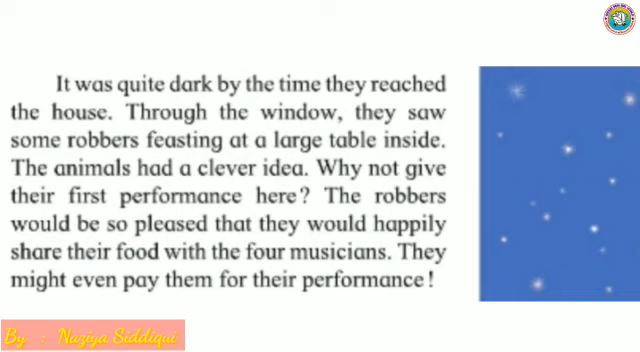 It was quite dark by the time they reached
the house. Through the window, they saw
some robbers feasting at a large table inside.
The animals had a clever idea. Why not give
their first performance here? The robbers
would be so pleased that they would happily
share their food with the four musicians. They
might even pay them for their performance!
By : Naziya Siddiqui